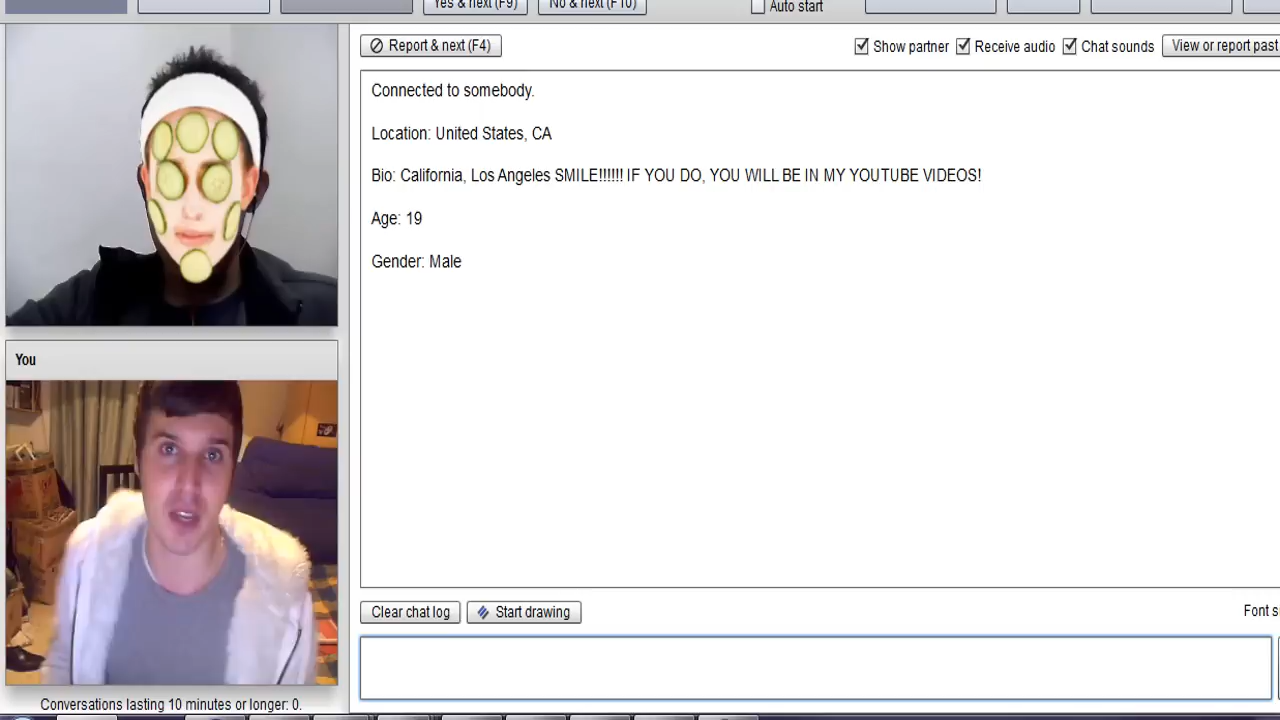 Yes & next (F9)
No & next (F10)
Auto start
Report & next (F4)
Show partner
Receive audio
Chat sounds
View or report past
Connected to somebody.
Location: United States, CA
Bio: California, Los Angeles SMILE!!!!!! IF YOU DO, YOU WILL BE IN MY YOUTUBE VIDEOS!
Age: 19
Gender: Male
You
Clear chat log
Start drawing
Font s
Conversations lasting 10 minutes or longer: 0.